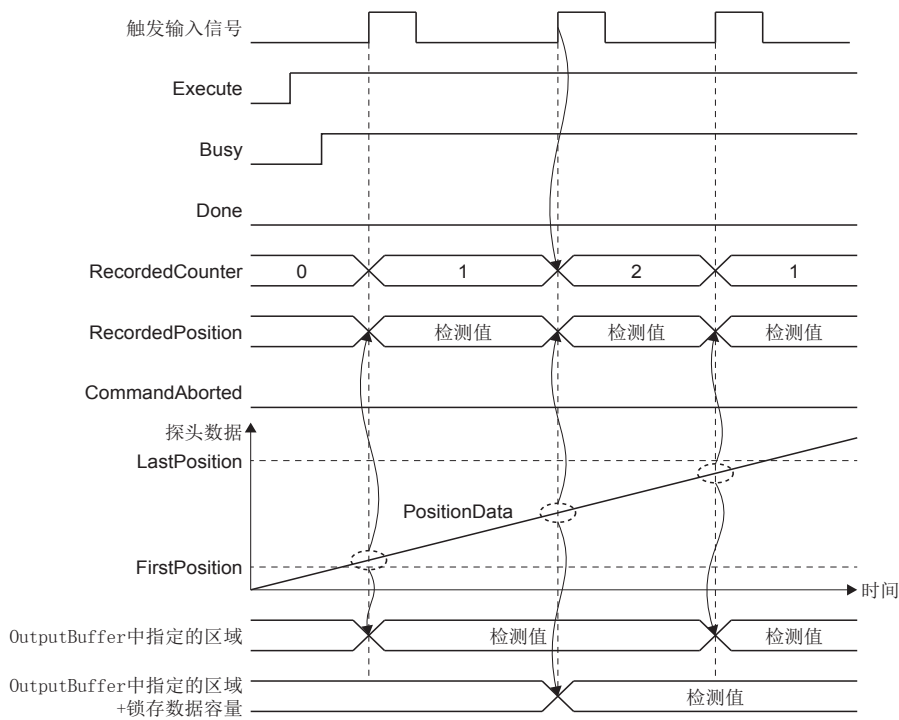 触发输入信号
Execute
Busy
Done
RecordedCounter 0 1 2 1
RecordedPosition 检测值 检测值 检测值
CommandAborted
探头数据
LastPosition
PositionData
FirstPosition
时间
OutputBuffer中指定的区域 检测值 检测值
OutputBuffer中指定的区域
+锁存数据容量 检测值